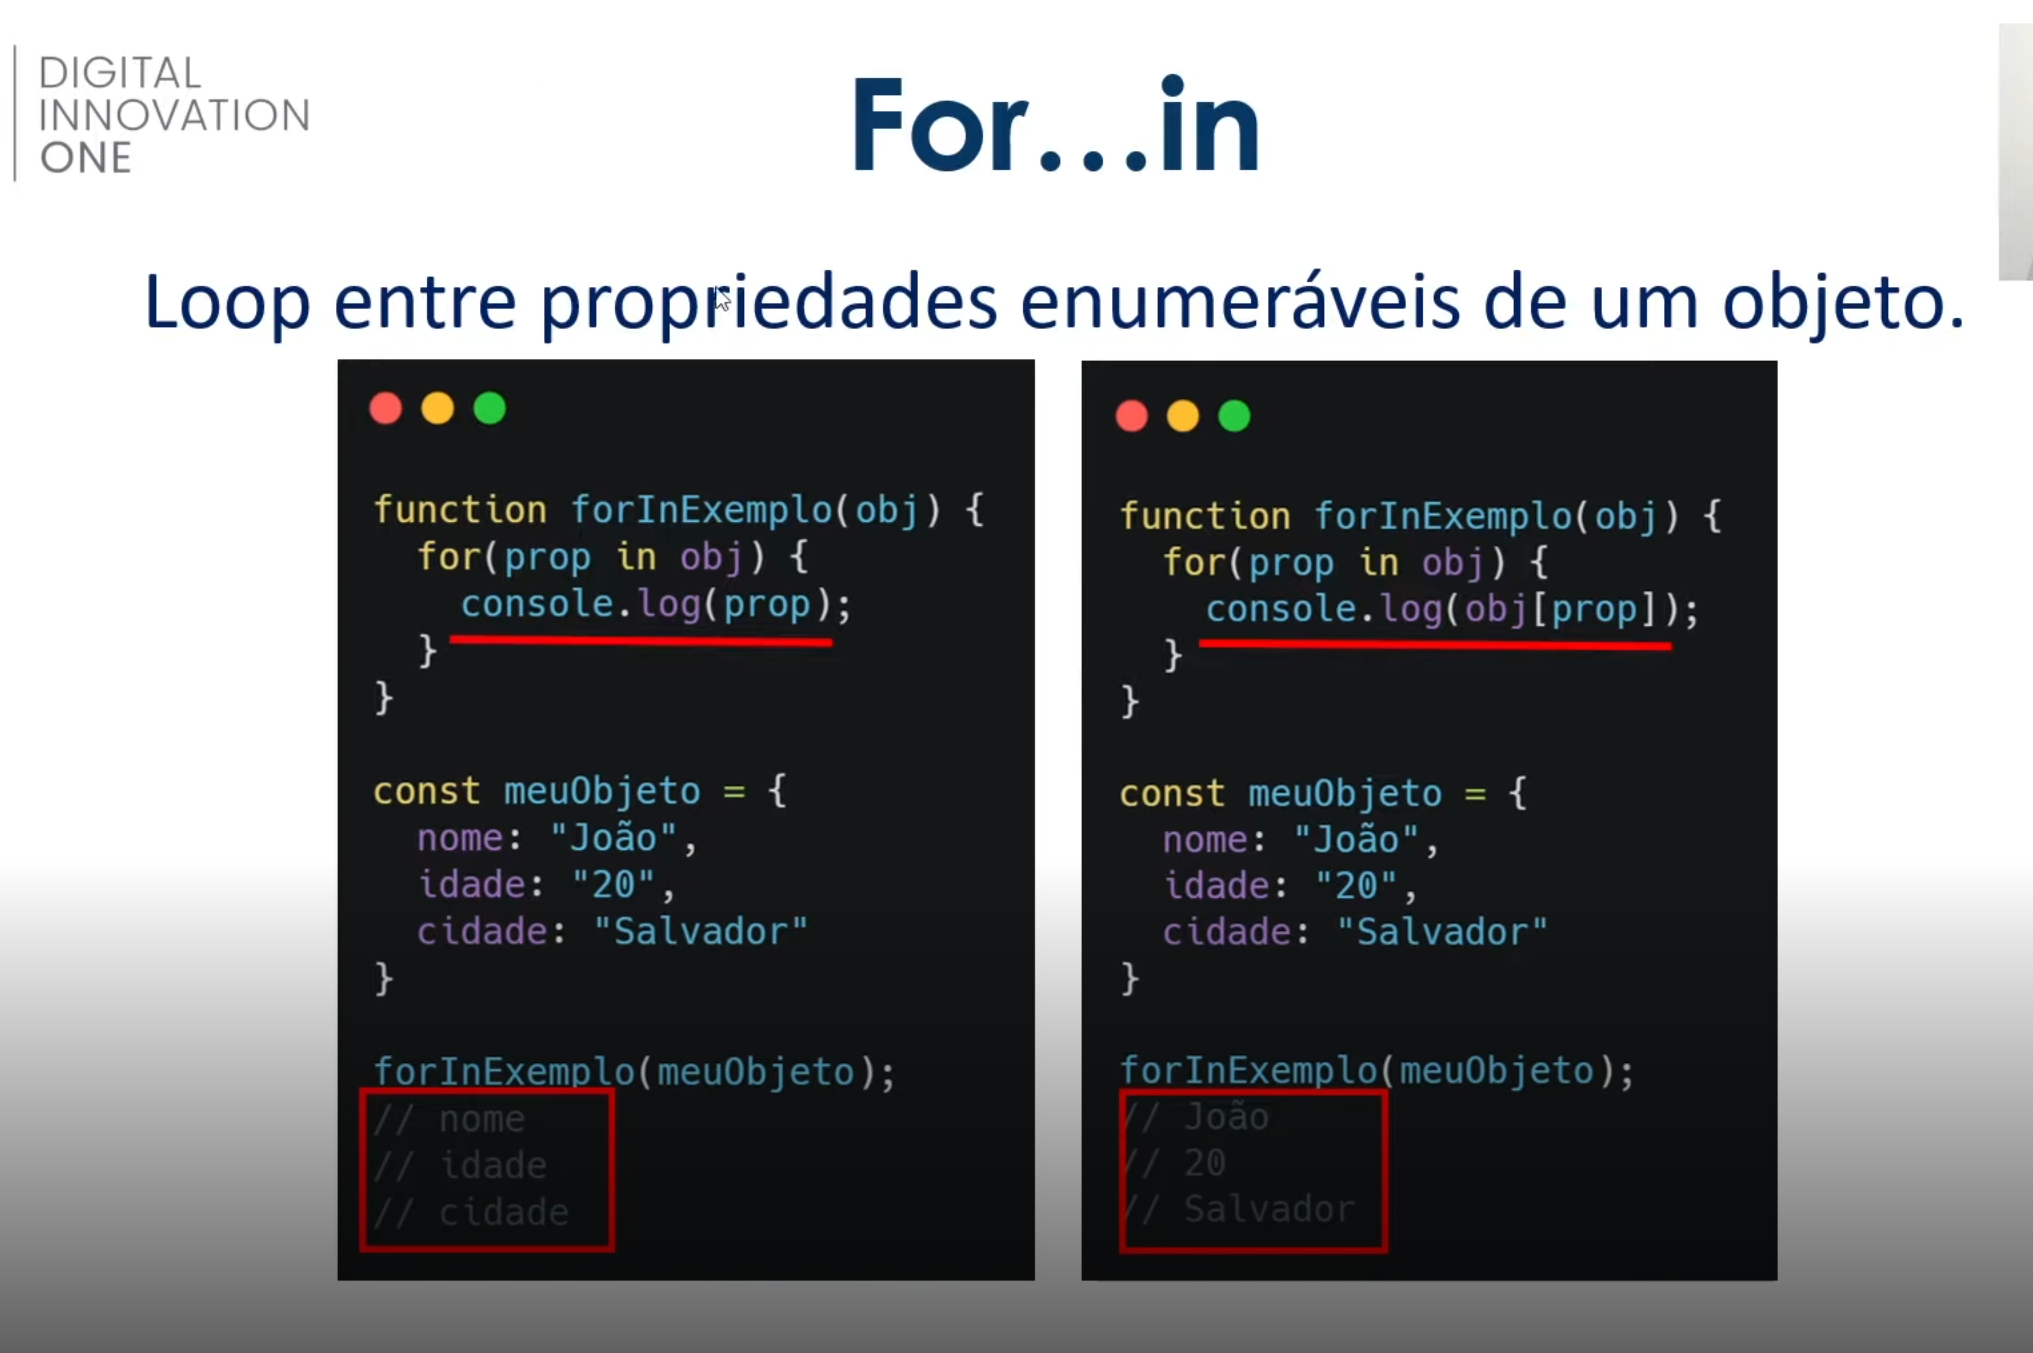 DIGITAL
INNOVATION
ONE
For...in
Loop entre propriedades enumeráveis de um objeto.
function forInExemplo(obj) {
  for(prop in obj) {
    console.log(prop);
  }
}
const meuObjeto = {
  nome: "João",
  idade: "20",
  cidade: "Salvador"
}
forInExemplo(meuObjeto);
// nome
// idade
// cidade
function forInExemplo(obj) {
  for(prop in obj) {
    console.log(obj[prop]);
  }
}
const meuObjeto = {
  nome: "João",
  idade: "20",
  cidade: "Salvador"
}
forInExemplo(meuObjeto);
// João
// 20
// Salvador